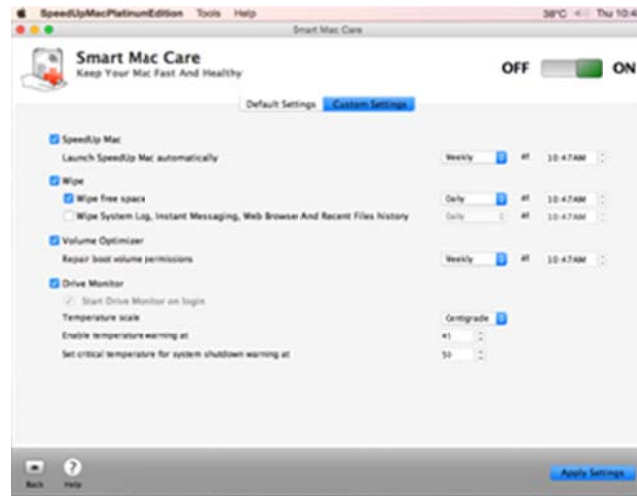 SpeedUpMacPlatinumEdition Tools Help 38°C Thu 10:4
Smart Mac Care
Smart Mac Care
Keep Your Mac Fast And Healthy
OFF ON
Default Settings Custom Settings
SpeedUp Mac
Launch SpeedUp Mac automatically Weekly at 10:47AM
Wipe
Wipe free space Daily at 10:47AM
Wipe System Log, Instant Messaging, Web Browser And Recent Files history Daily at 10:47AM
Volume Optimizer
Repair boot volume permissions Weekly at 10:47AM
Drive Monitor
Start Drive Monitor on login
Temperature scale Centigrade
Enable temperature warning at 45
Set critical temperature for system shutdown warning at 50
Back Help Apply Settings